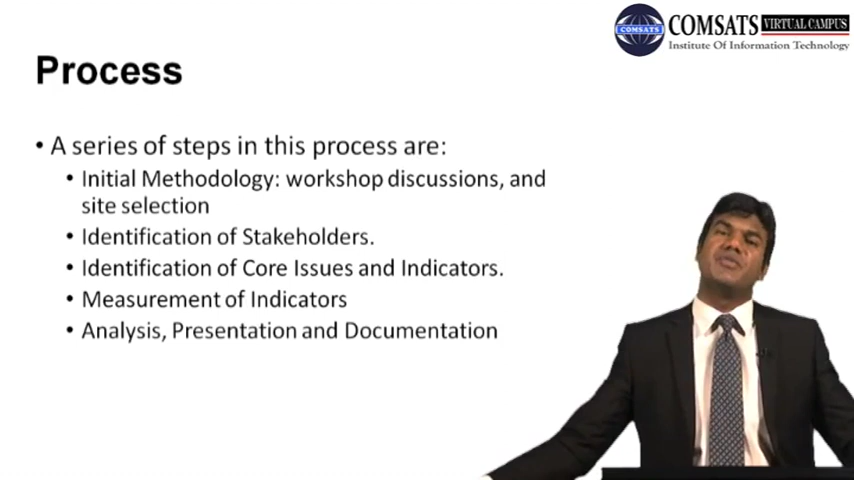 COMSATS
COMSATS VIRTUAL CAMPUS
Institute Of Information Technology
Process
• A series of steps in this process are:
• Initial Methodology: workshop discussions, and
site selection
• Identification of Stakeholders.
• Identification of Core Issues and Indicators.
• Measurement of Indicators
• Analysis, Presentation and Documentation